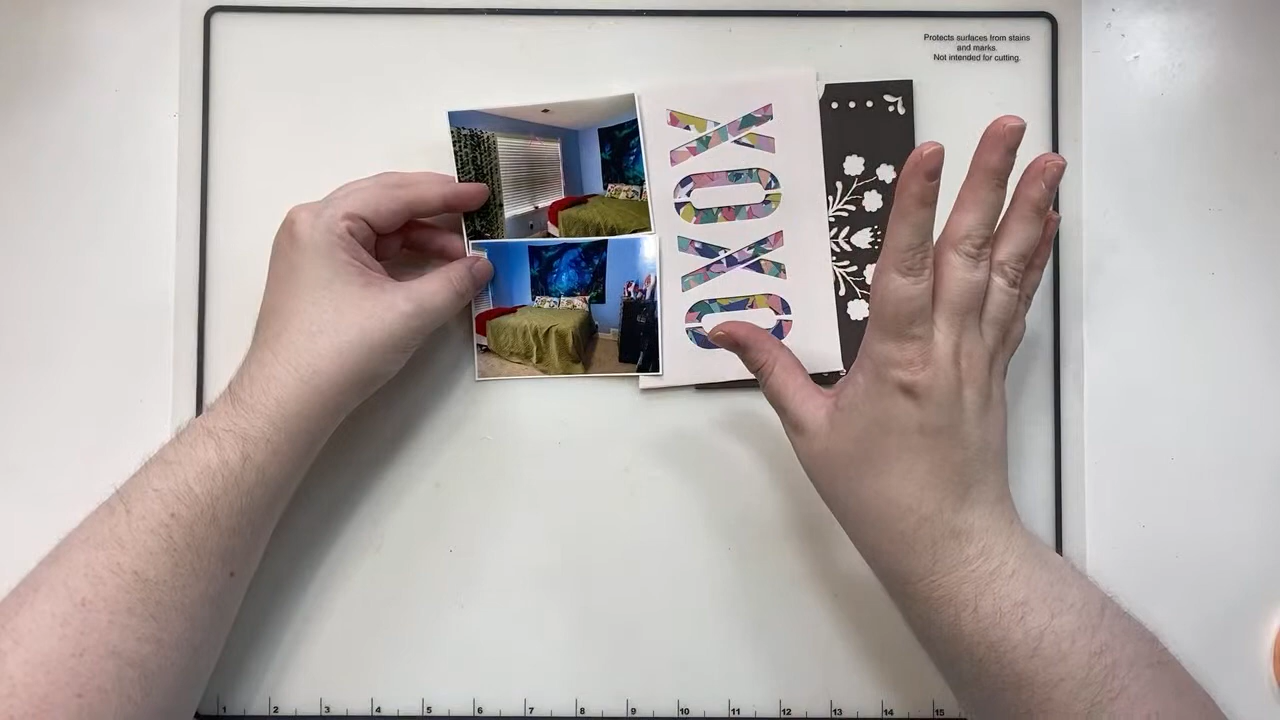 Protects surfaces from stains
and marks.
Not intended for cutting.
XOXO
1 2 3 4 5 6 7 8 9 10 11 12 13 14 15